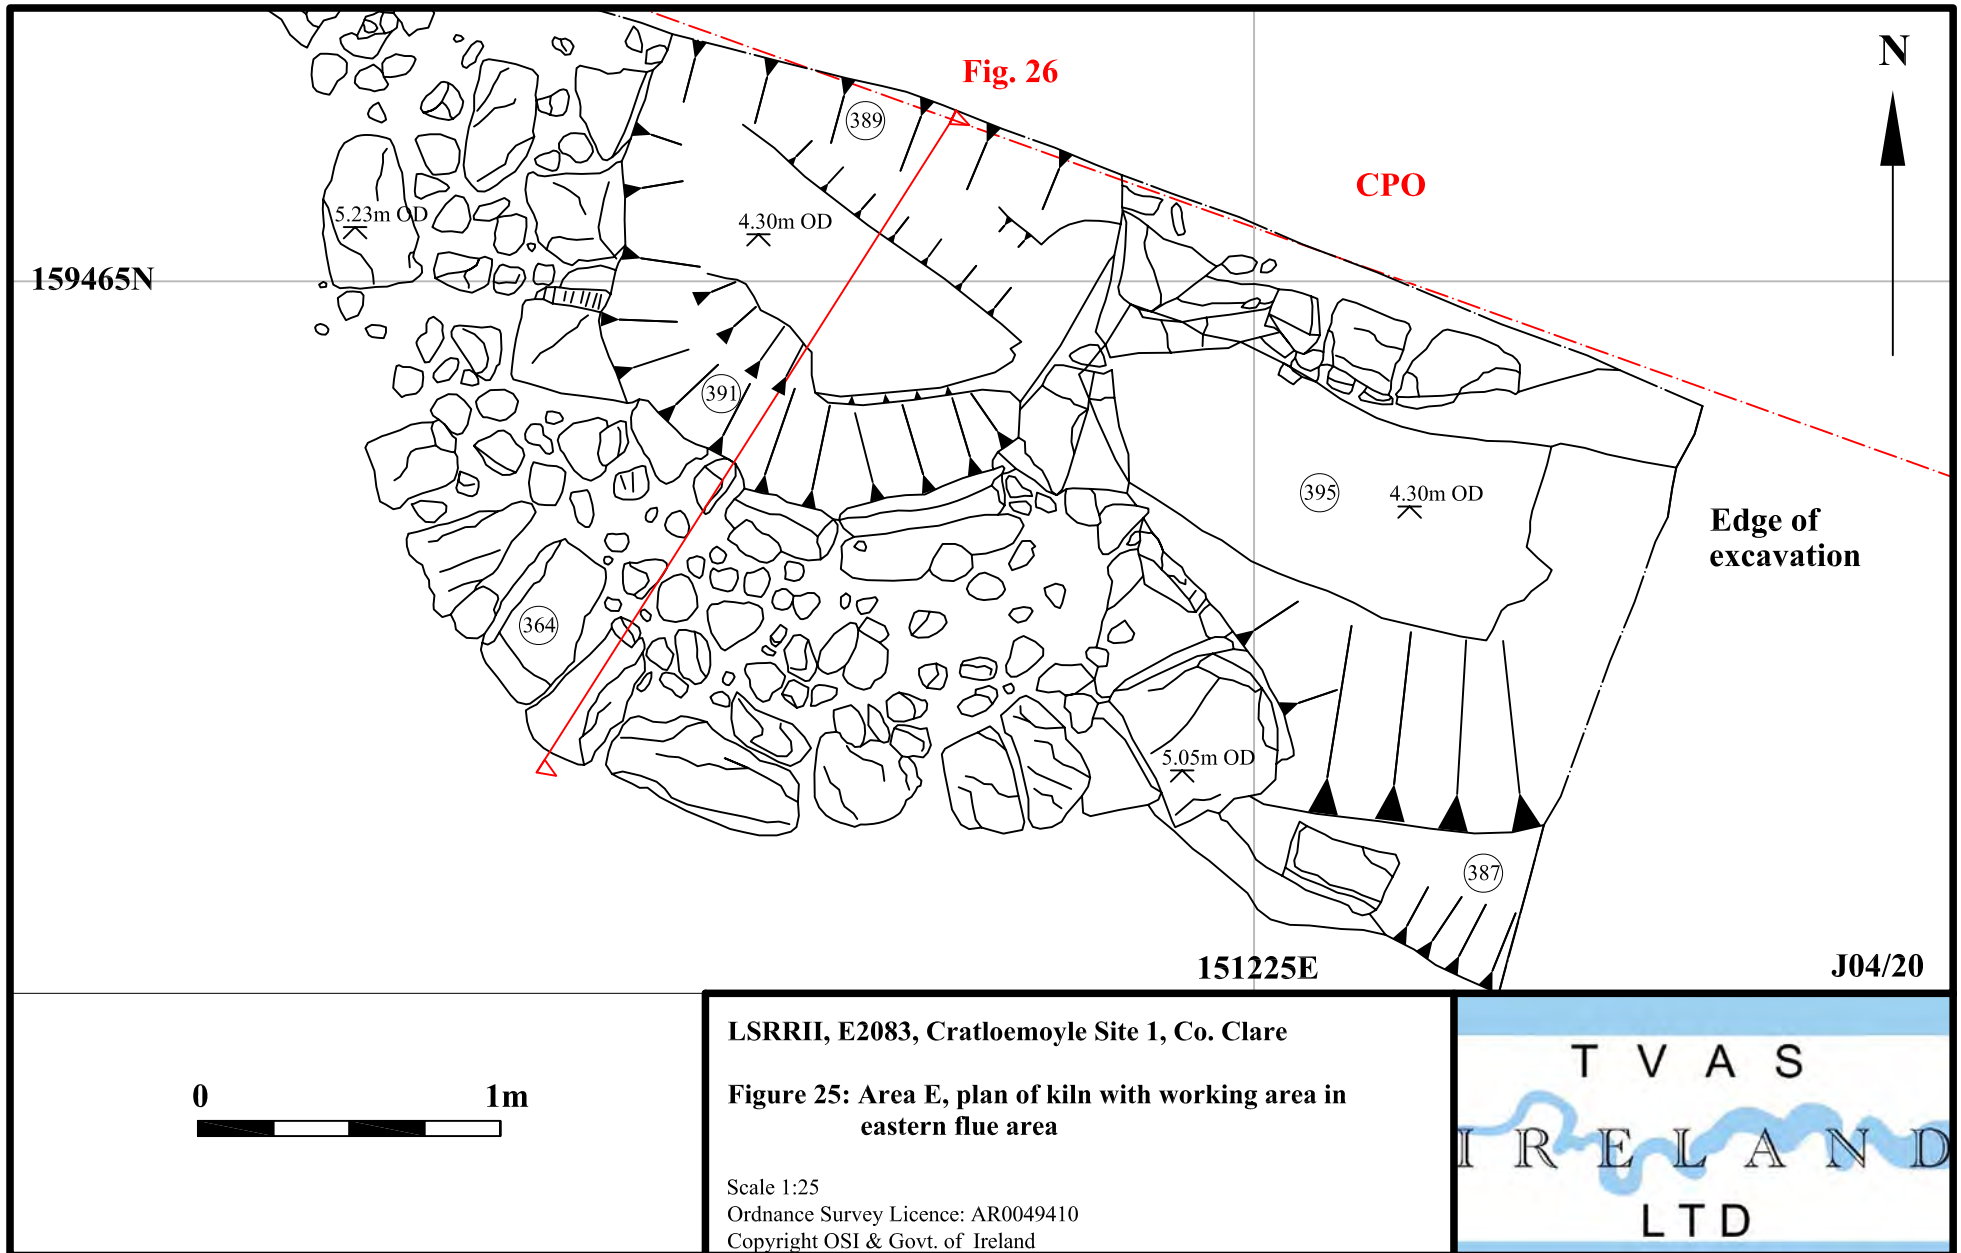 N
Fig. 26
389
CPO
5.23m OD
4.30m OD
159465N
391
395
4.30m OD
Edge of
excavation
364
5.05m OD
387
151225E
J04/20
0
1m
LSRRII, E2083, Cratloemoyle Site 1, Co. Clare
Figure 25: Area E, plan of kiln with working area in
eastern flue area
Scale 1:25
Ordnance Survey Licence: AR0049410
Copyright OSI & Govt. of Ireland
TVAS
IRELAND
LTD